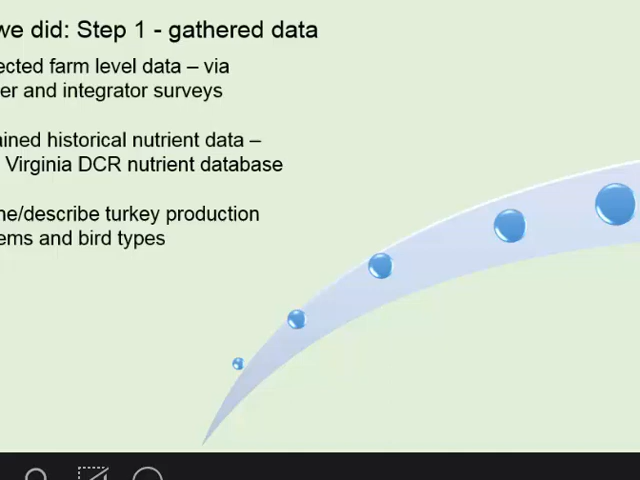 we did: Step 1 - gathered data
ected farm level data – via
er and integrator surveys
ained historical nutrient data –
Virginia DCR nutrient database
ne/describe turkey production
ems and bird types